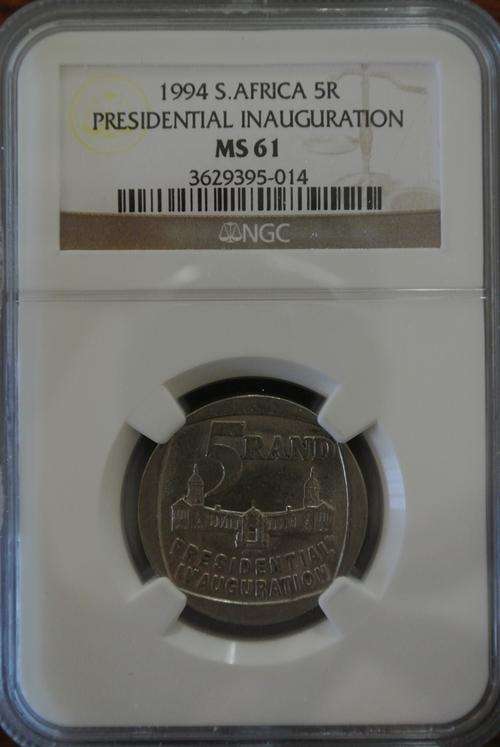 1994 S.AFRICA 5R
PRESIDENTIAL INAUGURATION
MS 61
3629395-014
NGC
5 RAND
PRESIDENTIAL
INAUGURATION